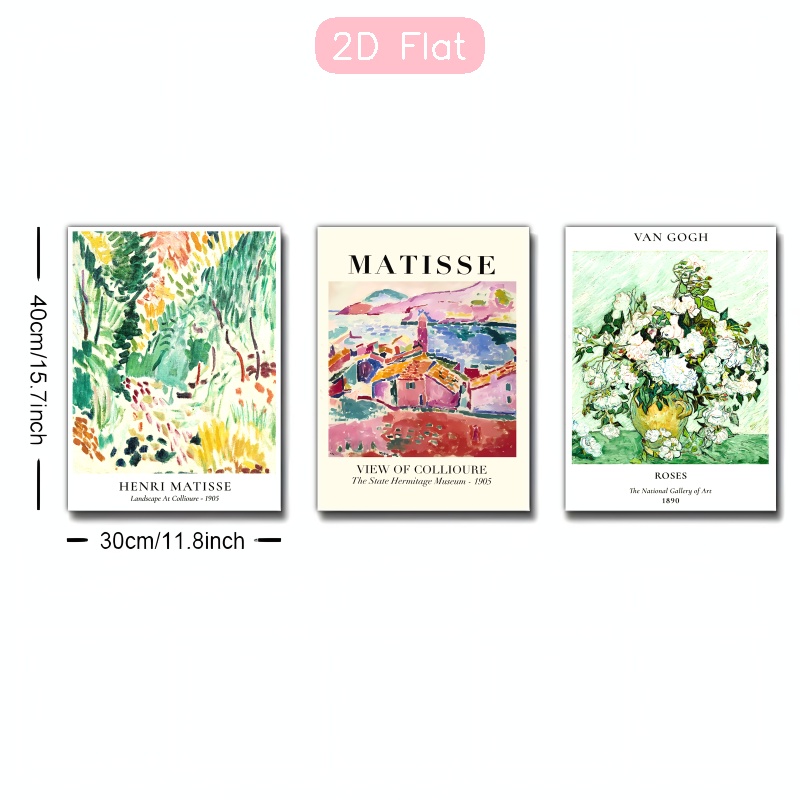 2D Flat
40cm/15.7inch
HENRI MATISSE
Landscape At Collioure - 1905
30cm/11.8inch
MATISSE
VIEW OF COLLIOURE
The State Hermitage Museum - 1905
VAN GOGH
ROSES
The National Gallery of Art
1890